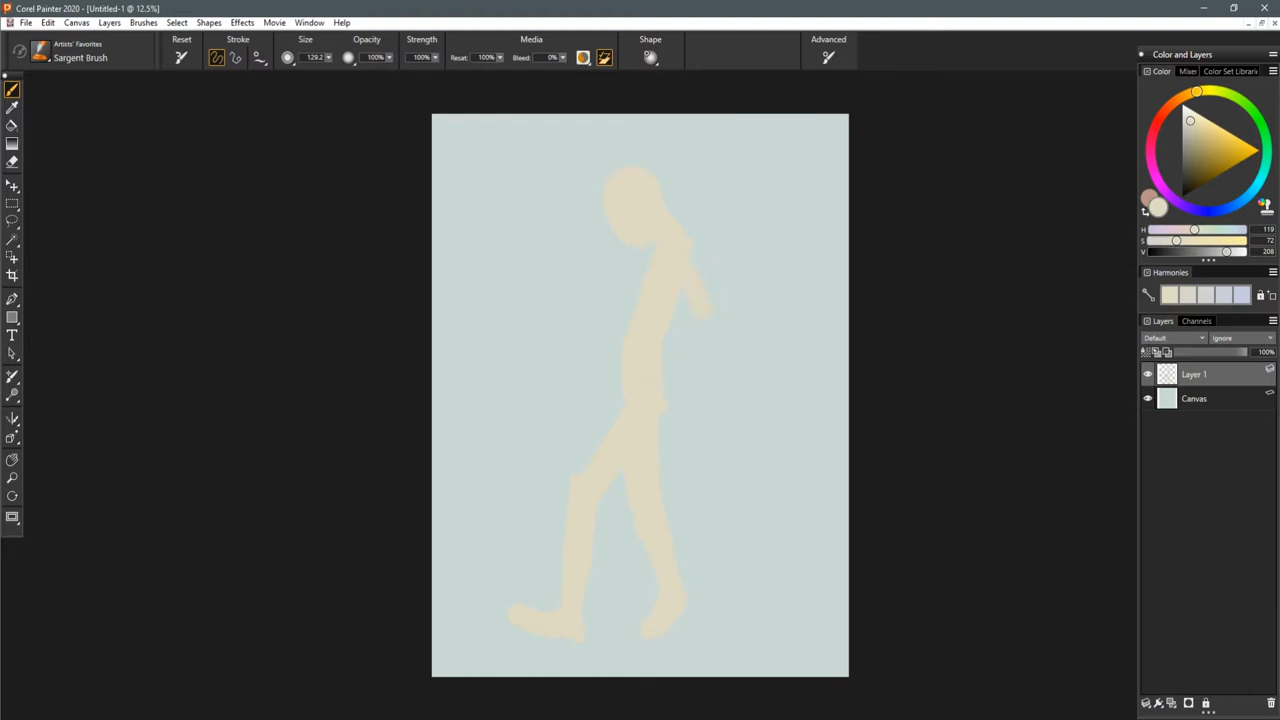 Corel Painter 2020 - [Untitled-1 @ 12.5%]
File Edit Canvas Layers Brushes Select Shapes Effects Movie Window Help
Artists' Favorites
Sargent Brush
Reset Stroke Size Opacity Strength Media Shape Advanced
129.2 100% 100% Reset: 100% Bleed: 0%
Color and Layers
Color Mixer Color Set Librarie
H 119
S 72
V 208
Harmonies
Layers Channels
Default Ignore
100%
Layer 1
Canvas